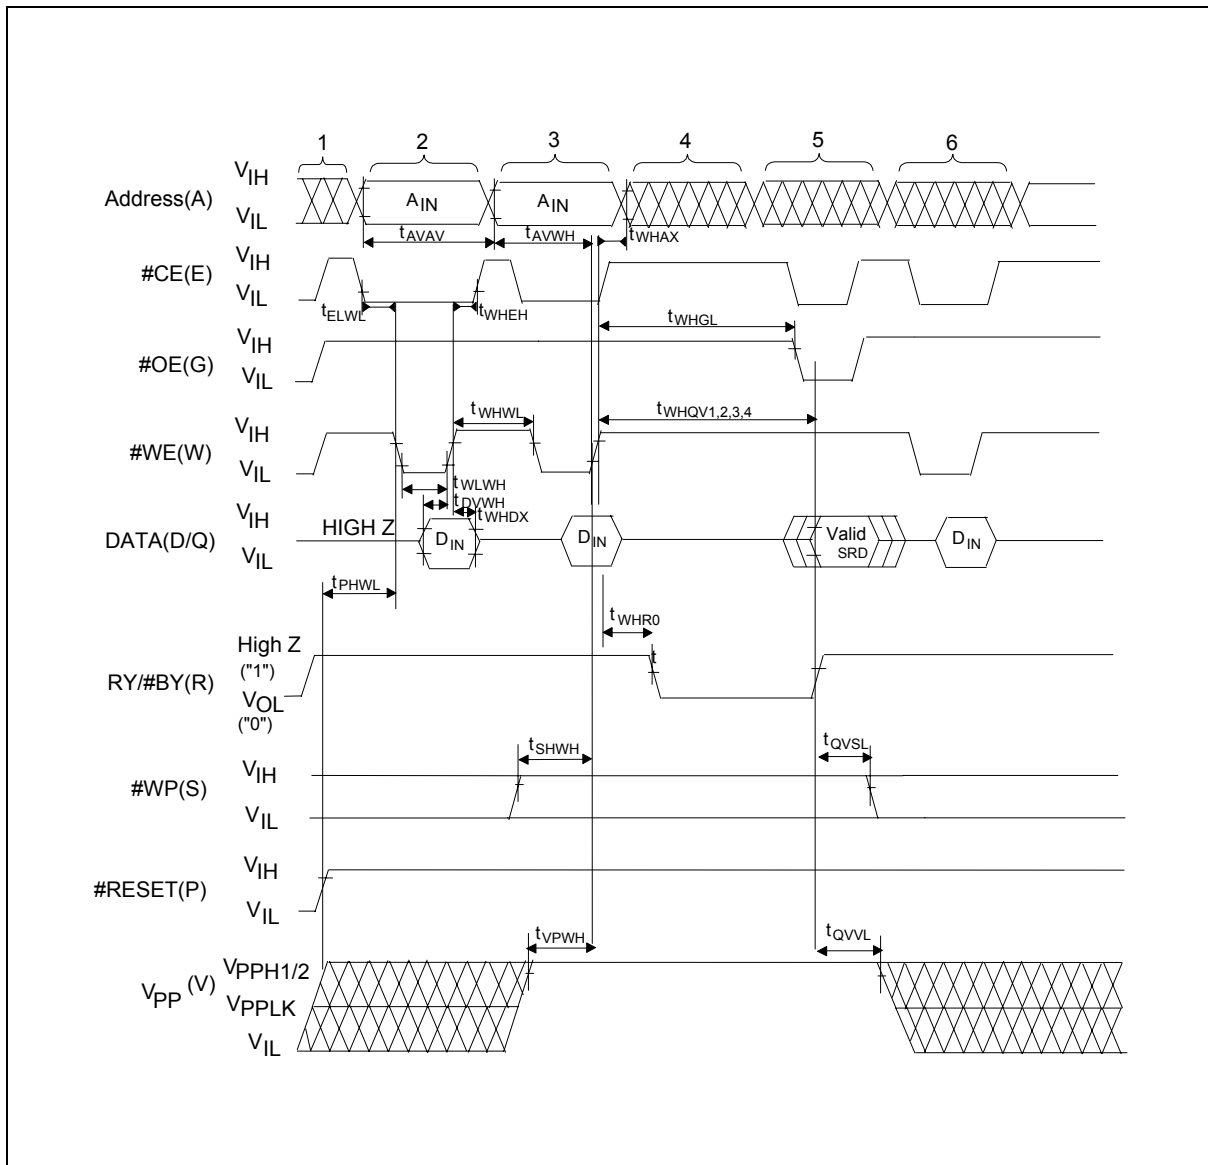 1 2 3 4 5 6
VIH
Address(A) AIN AIN
VIL
tAVAV tAVWH tWHAX
VIH
#CE(E)
VIL
tELWL tWHEH
tWHGL
VIH
#OE(G)
VIL
tWHWL tWHQV1,2,3,4
VIH
#WE(W)
VIL
tWLWH
tDVWH
tWHDX
VIH
HIGH Z
DATA(D/Q) DIN DIN Valid SRD DIN
VIL
tPHWL
tWHR0
High Z
("1")
t
RY/#BY(R)
VOL
("0")
tSHWH tQVSL
VIH
#WP(S)
VIL
VIH
#RESET(P)
VIL
tVPWH tQVVL
VPPH1/2
VPP (V)
VPPLK
VIL